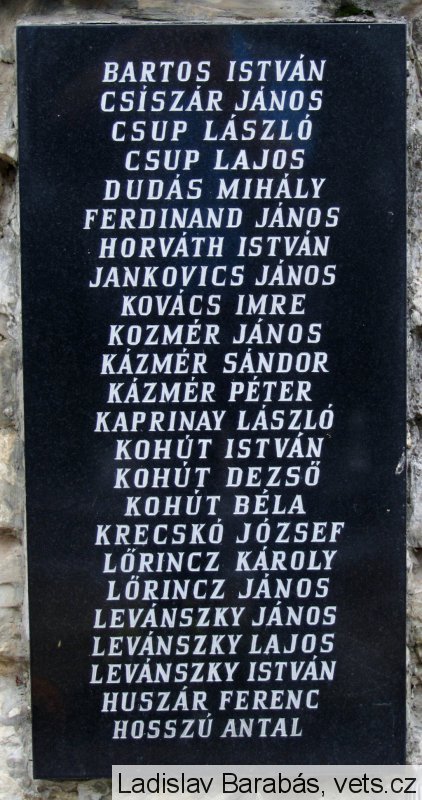 BARTOS ISTVÁN
CSÍSZÁR JÁNOS
CSUP LÁSZLÓ
CSUP LAJOS
DUDÁS MIHÁLY
FERDINAND JÁNOS
HORVÁTH ISTVÁN
JANKOVICS JÁNOS
KOVÁCS IMRE
KOZMÉR JÁNOS
KÁZMÉR SÁNDOR
KÁZMÉR PÉTER
KAPRINAY LÁSZLÓ
KOHÚT ISTVÁN
KOHÚT DEZSŐ
KOHÚT BÉLA
KRECSKÓ JÓZSEF
LŐRINCZ KÁROLY
LŐRINCZ JÁNOS
LEVÁNSZKY JÁNOS
LEVÁNSZKY LAJOS
LEVÁNSZKY ISTVÁN
HUSZÁR FERENC
HOSSZÚ ANTAL
Ladislav Barabás, vets.cz